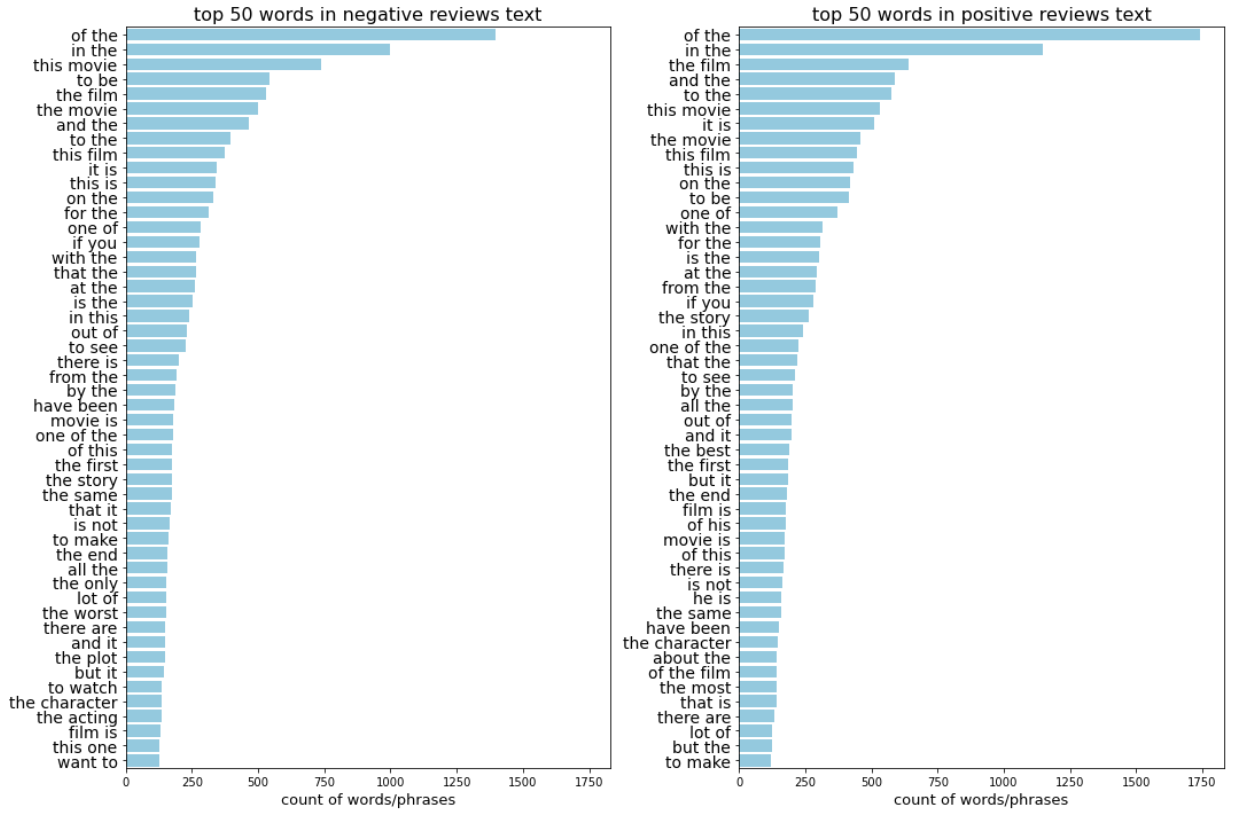 top 50 words in negative reviews text
of the
in the
this movie
to be
the film
the movie
and the
to the
this film
it is
this is
on the
for the
one of
if you
with the
that the
at the
is the
in this
out of
to see
there is
from the
by the
have been
movie is
one of the
of this
the first
the story
the same
that it
is not
to make
the end
all the
the only
lot of
the worst
there are
and it
the plot
but it
to watch
the character
the acting
film is
this one
want to
0 250 500 750 1000 1250 1500 1750
count of words/phrases
top 50 words in positive reviews text
of the
in the
the film
and the
to the
this movie
it is
the movie
this film
this is
on the
to be
one of
with the
for the
is the
at the
from the
if you
the story
in this
one of the
that the
to see
by the
all the
out of
and it
the best
the first
but it
the end
film is
of his
movie is
of this
there is
is not
he is
the same
have been
the character
about the
of the film
the most
that is
there are
lot of
but the
to make
0 250 500 750 1000 1250 1500 1750
count of words/phrases